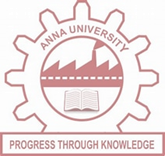 ANNA UNIVERSITY
PROGRESS THROUGH KNOWLEDGE